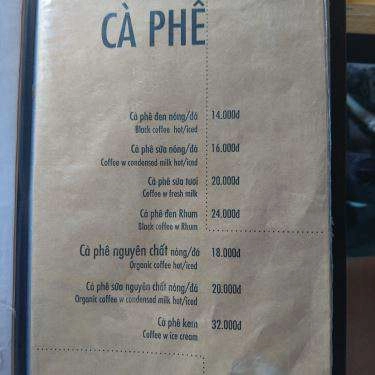 CÀ PHÊ
Cà phê đen nóng/đá 14.000đ
Black coffee hot/iced
Cà phê sữa nóng/đá 16.000đ
Coffee w condensed milk hot/iced
Cà phê sữa tươi 20.000đ
Coffee w fresh milk
Cà phê đen Rhum 24.000đ
Black coffee w Rhum
Cà phê nguyên chất nóng/đá 18.000đ
Organic coffee hot/iced
Cà phê sữa nguyên chất nóng/đá 20.000đ
Organic coffee w condensed milk hot/iced
Cà phê kem 32.000đ
Coffee w ice cream